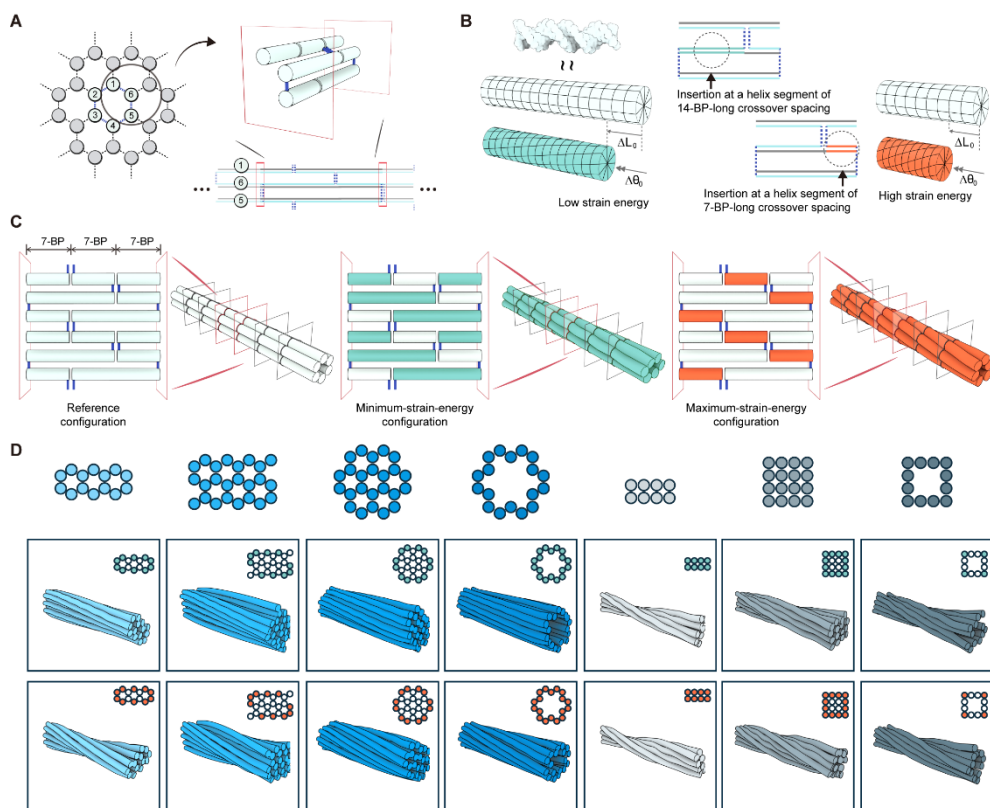 A
1
2
6
3
5
4
1
6
5
...
...
B
ΔL₀
Δθ₀
Low strain energy
Insertion at a helix segment of
14-BP-long crossover spacing
Insertion at a helix segment of
7-BP-long crossover spacing
ΔL₀
Δθ₀
High strain energy
C
7-BP 7-BP 7-BP
Reference
configuration
Minimum-strain-energy
configuration
Maximum-strain-energy
configuration
D